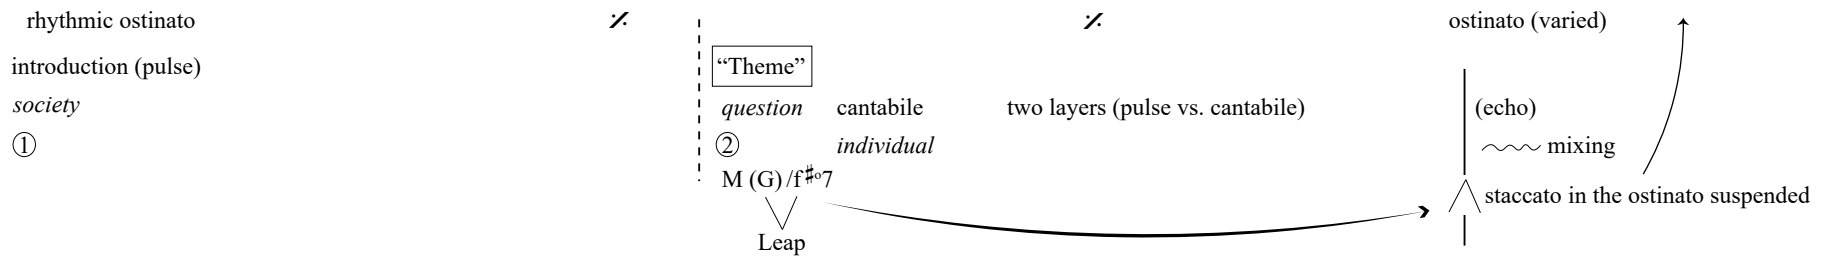 rhythmic ostinato 𝄎 𝄎 ostinato (varied)
introduction (pulse) “Theme”
society question cantabile two layers (pulse vs. cantabile) (echo)
① ② individual mixing
M (G) /f♯º7 staccato in the ostinato suspended
Leap